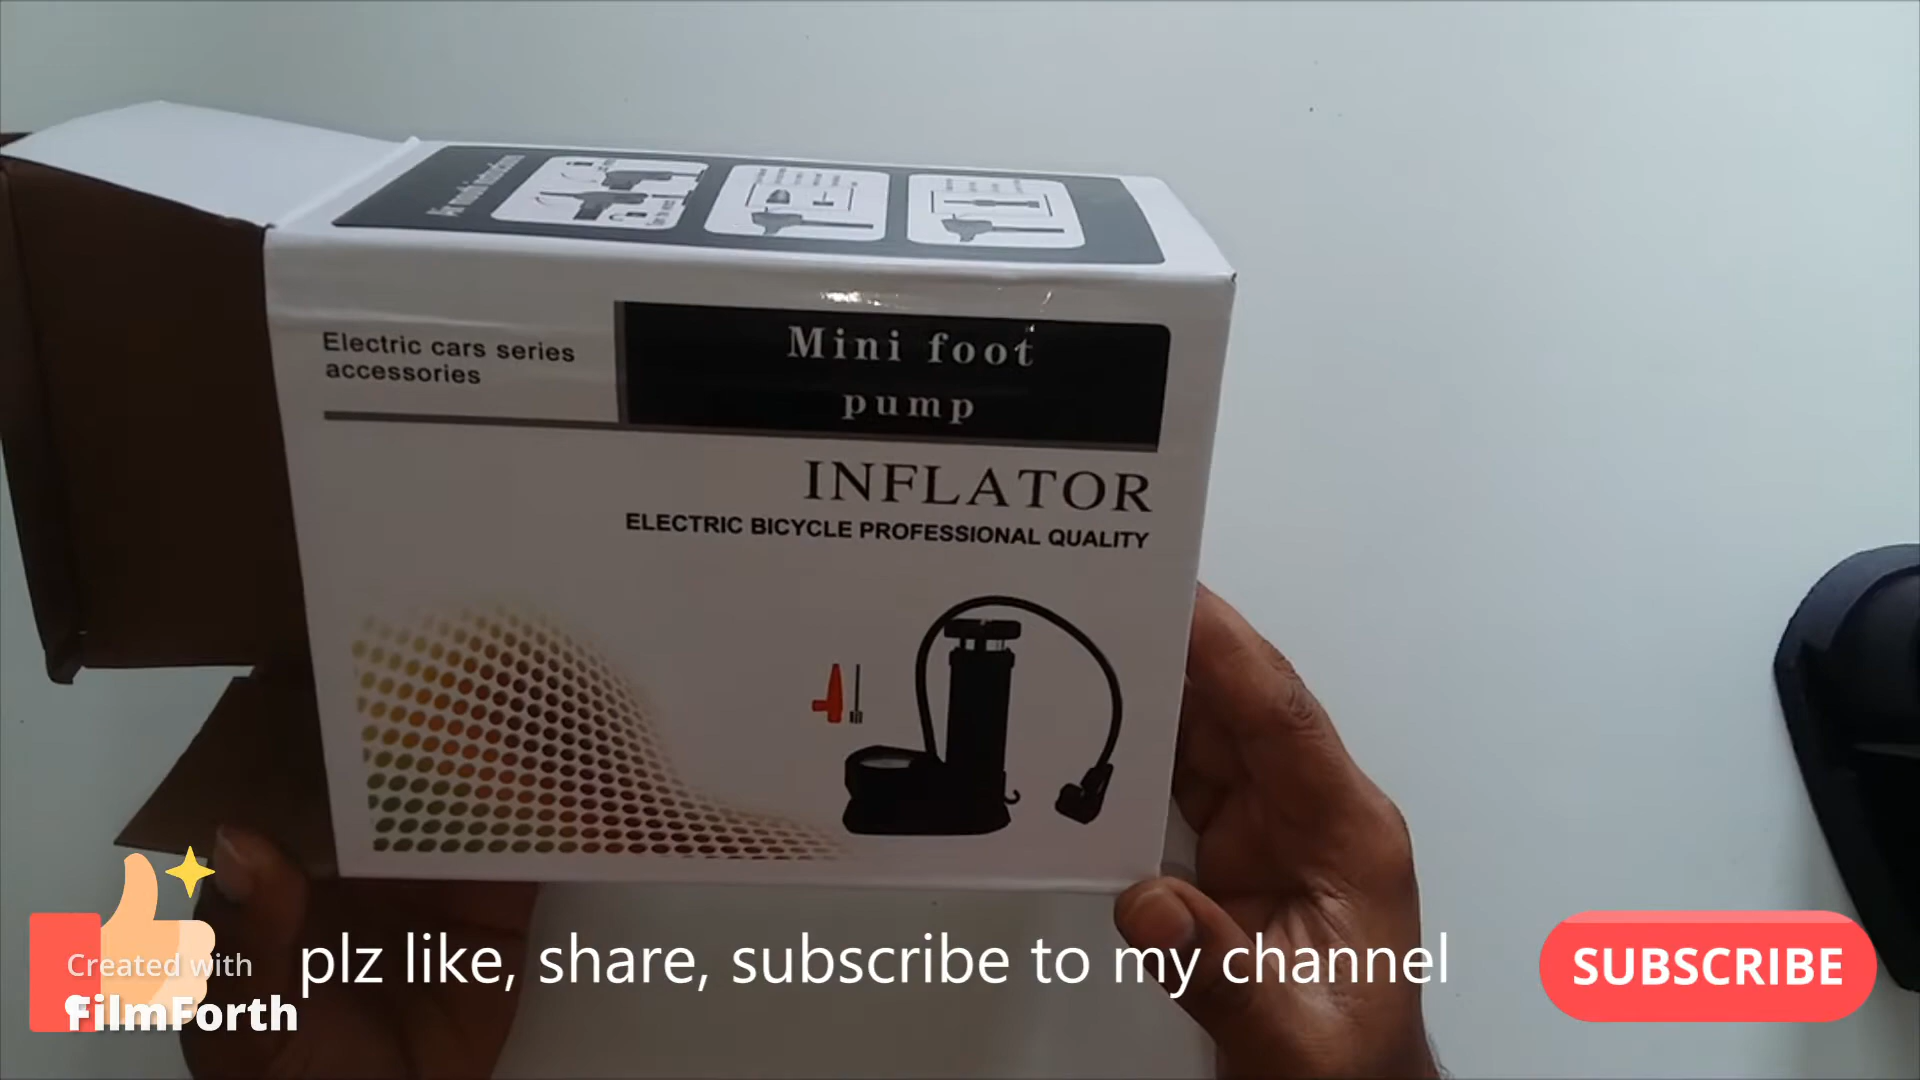 Electric cars series
accessories
Mini foot
pump
INFLATOR
ELECTRIC BICYCLE PROFESSIONAL QUALITY
Created with
FilmForth
plz like, share, subscribe to my channel
SUBSCRIBE